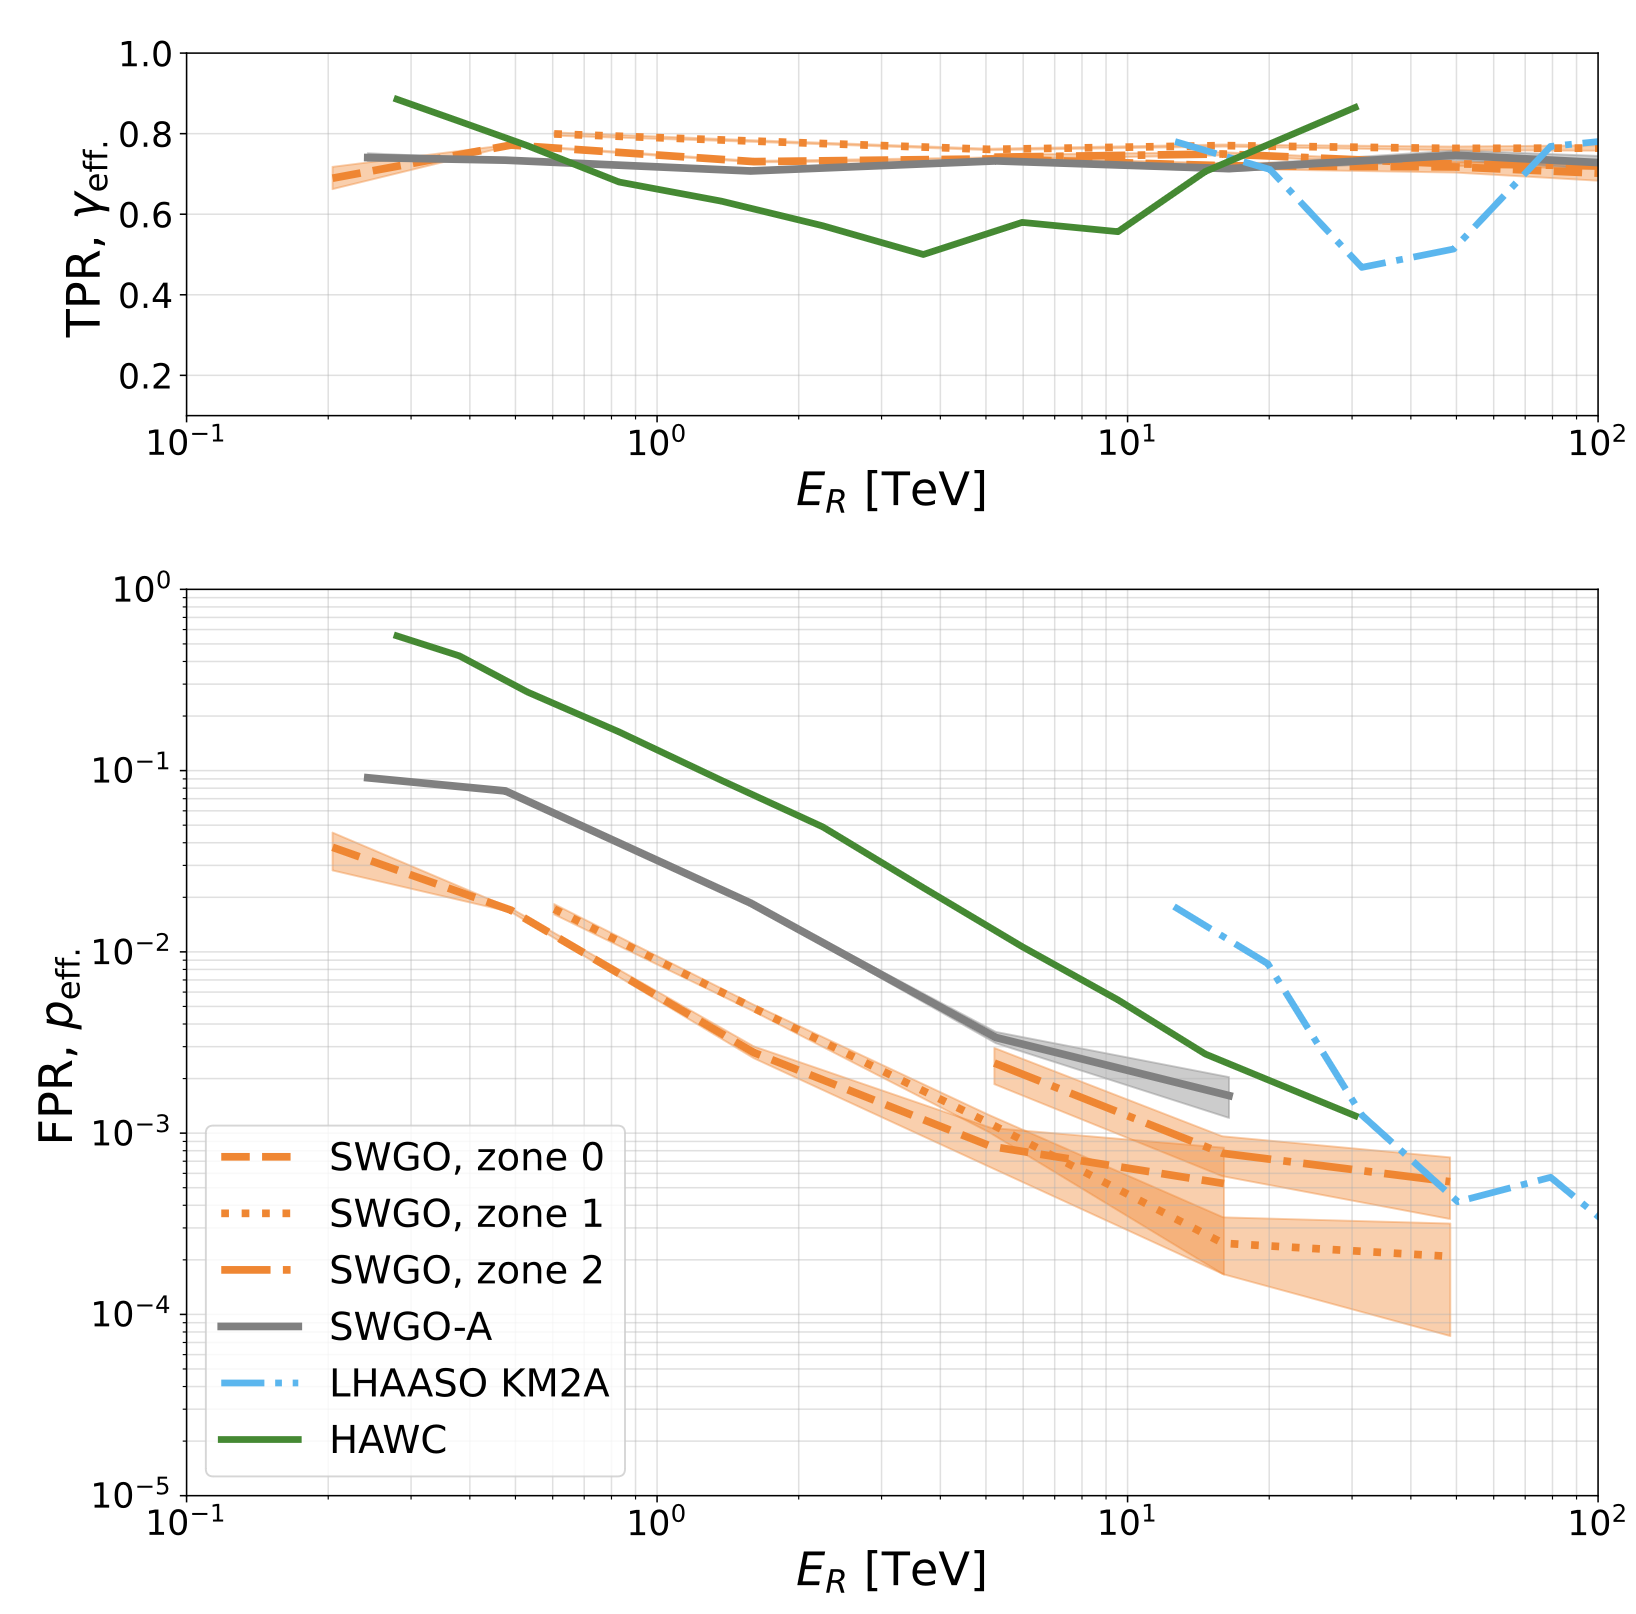 1.0
0.8
0.6
0.4
0.2
TPR, γeff.
10⁻¹ 10⁰ 10¹ 10²
E_R [TeV]
10⁰
10⁻¹
10⁻²
10⁻³
10⁻⁴
10⁻⁵
FPR, peff.
SWGO, zone 0
SWGO, zone 1
SWGO, zone 2
SWGO-A
LHAASO KM2A
HAWC
10⁻¹ 10⁰ 10¹ 10²
E_R [TeV]